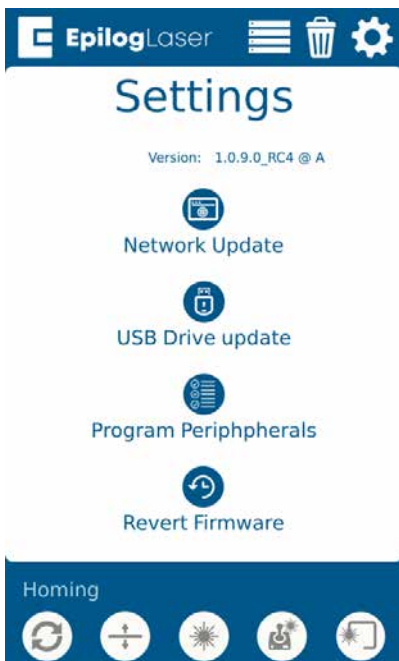 EpilogLaser
Settings
Version: 1.0.9.0_RC4 @ A
Network Update
USB Drive update
Program Periphpherals
Revert Firmware
Homing